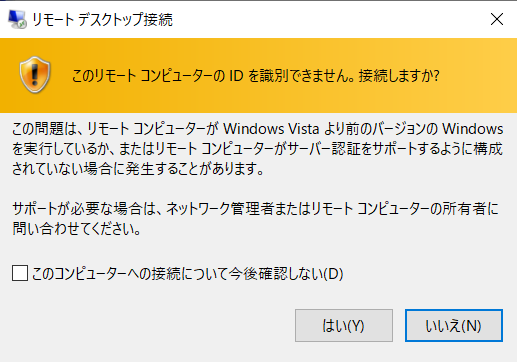 リモート デスクトップ接続
このリモート コンピューターの ID を識別できません。接続しますか?
この問題は、リモート コンピューターが Windows Vista より前のバージョンの Windows
を実行しているか、またはリモート コンピューターがサーバー認証をサポートするように構成
されていない場合に発生することがあります。
サポートが必要な場合は、ネットワーク管理者またはリモート コンピューターの所有者に
問い合わせてください。
このコンピューターへの接続について今後確認しない(D)
はい(Y)
いいえ(N)